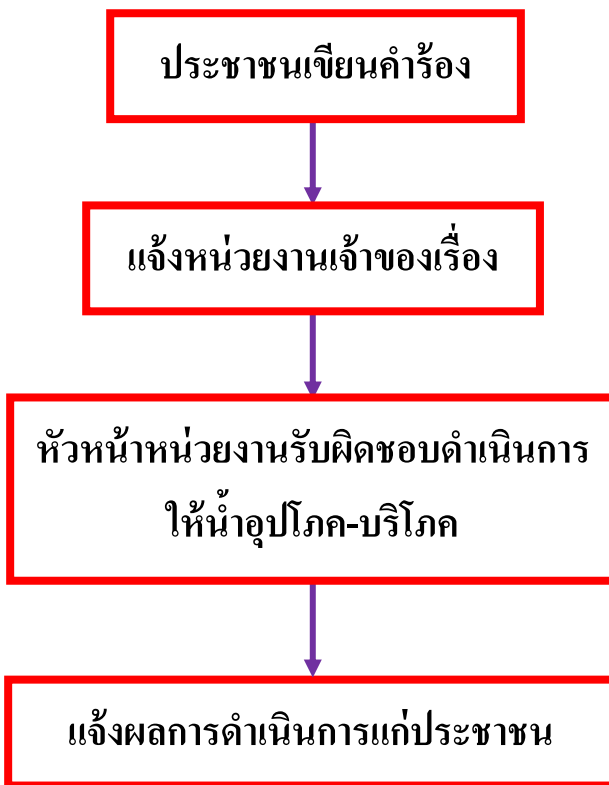 ประชาชนเขียนคำร้อง
แจ้งหน่วยงานเจ้าของเรื่อง
หัวหน้าหน่วยงานรับผิดชอบดำเนินการ
ให้น้ำอุปโภค-บริโภค
แจ้งผลการดำเนินการแก่ประชาชน